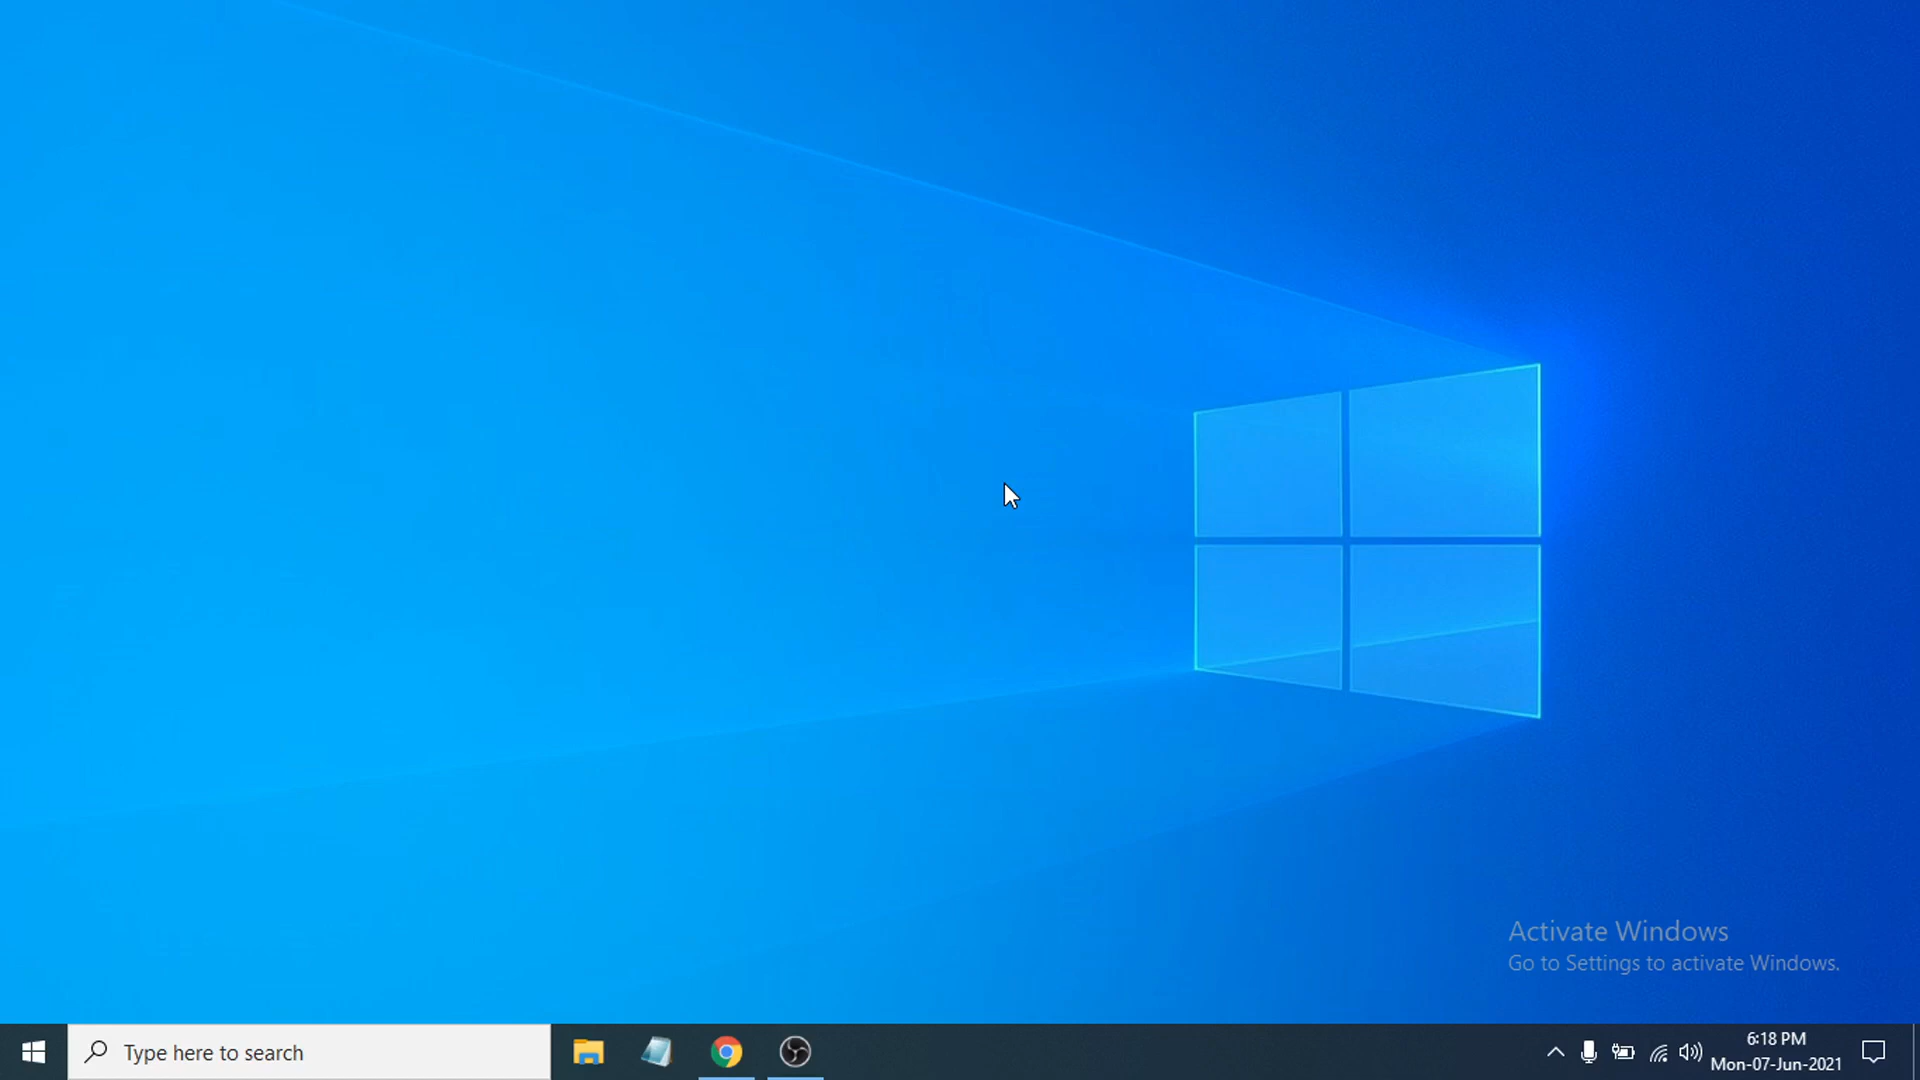 Activate Windows
Go to Settings to activate Windows.
Type here to search
6:18 PM
Mon-07-Jun-2021